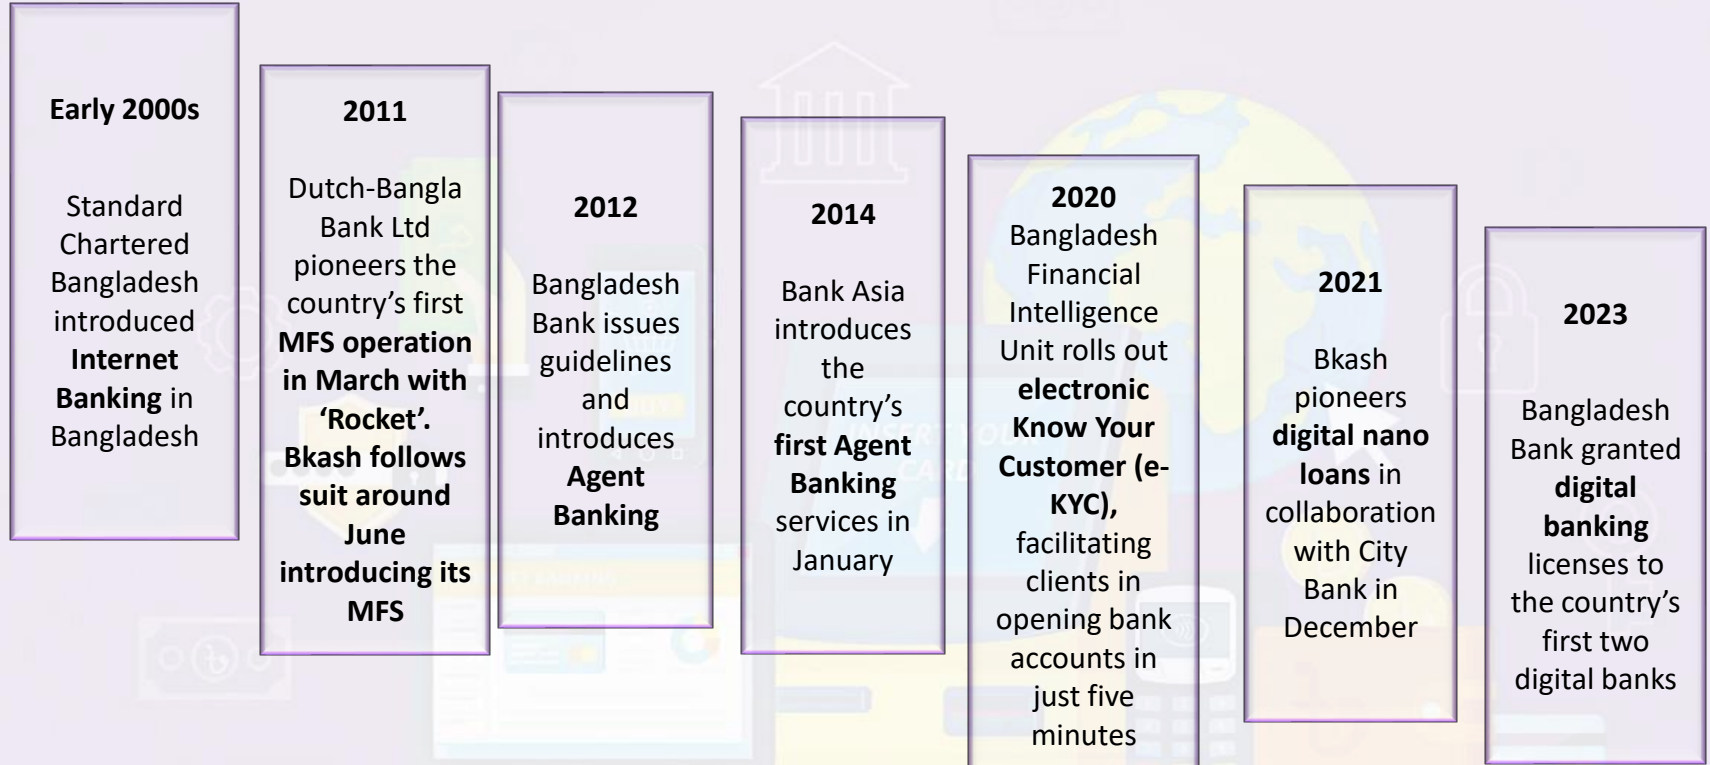 Early 2000s
Standard
Chartered
Bangladesh
introduced
Internet
Banking in
Bangladesh
2011
Dutch-Bangla
Bank Ltd
pioneers the
country’s first
MFS operation
in March with
‘Rocket’.
Bkash follows
suit around
June
introducing its
MFS
2012
Bangladesh
Bank issues
guidelines
and
introduces
Agent
Banking
2014
Bank Asia
introduces
the
country’s
first Agent
Banking
services in
January
2020
Bangladesh
Financial
Intelligence
Unit rolls out
electronic
Know Your
Customer (e-
KYC),
facilitating
clients in
opening bank
accounts in
just five
minutes
2021
Bkash
pioneers
digital nano
loans in
collaboration
with City
Bank in
December
2023
Bangladesh
Bank granted
digital
banking
licenses to
the country’s
first two
digital banks
INSERT YOUR
CARD